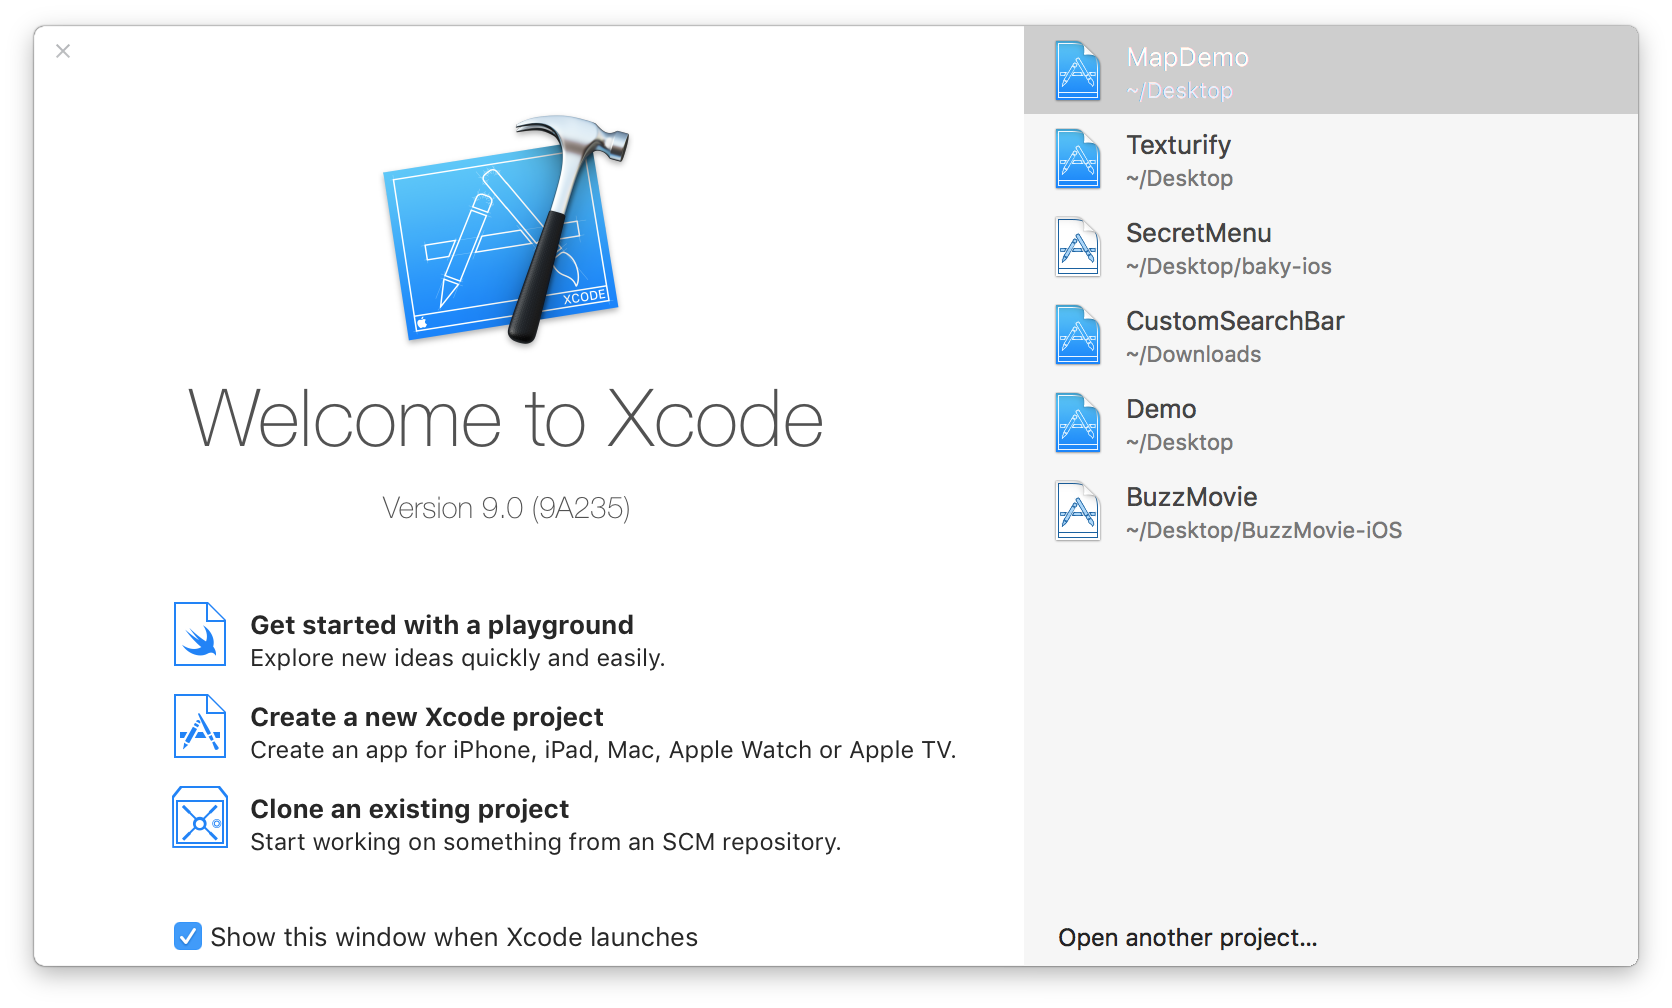 XCODE
Welcome to Xcode
Version 9.0 (9A235)
Get started with a playground
Explore new ideas quickly and easily.
Create a new Xcode project
Create an app for iPhone, iPad, Mac, Apple Watch or Apple TV.
Clone an existing project
Start working on something from an SCM repository.
Show this window when Xcode launches
MapDemo
~/Desktop
Texturify
~/Desktop
SecretMenu
~/Desktop/baky-ios
CustomSearchBar
~/Downloads
Demo
~/Desktop
BuzzMovie
~/Desktop/BuzzMovie-iOS
Open another project...